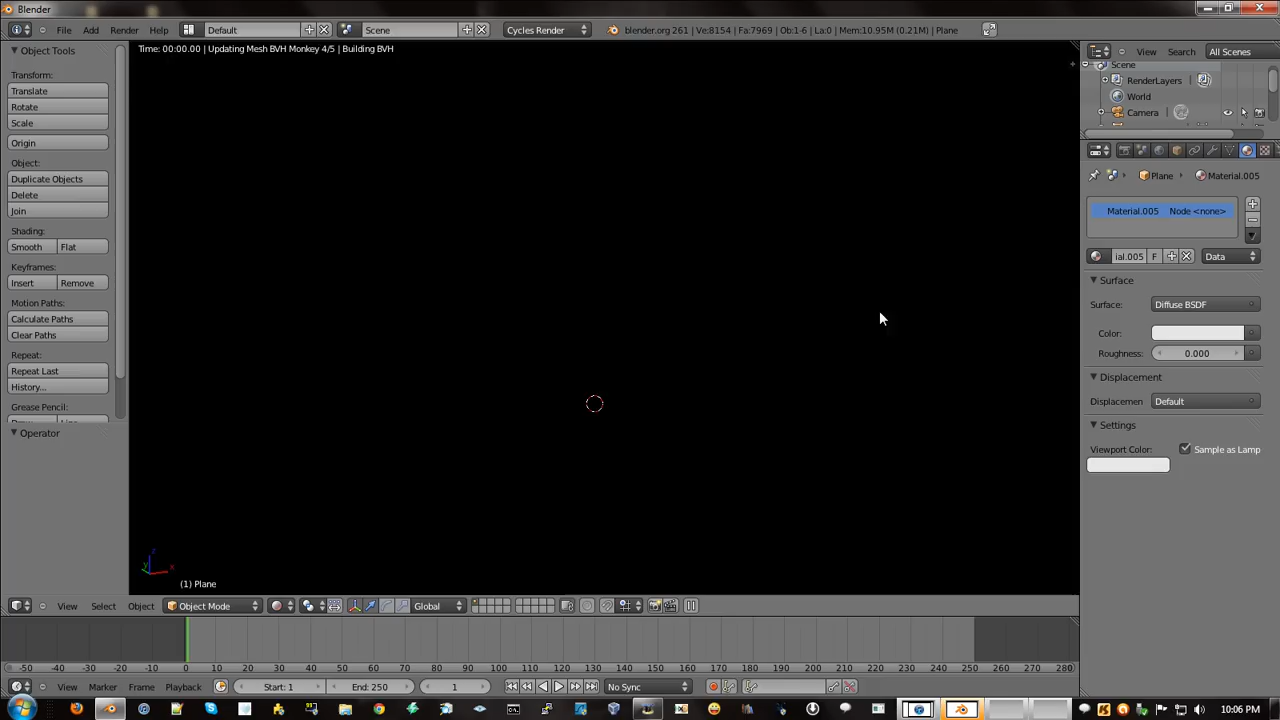 Blender
File Add Render Help Default Scene Cycles Render blender.org 261 | Ve:8154 | Fa:7969 | Ob:1-6 | La:0 | Mem:10.95M (0.21M) | Plane
Time: 00:00.00 | Updating Mesh BVH Monkey 4/5 | Building BVH
View Search All Scenes
Scene
RenderLayers |
World
Camera |
Object Tools
Transform:
Translate
Rotate
Scale
Origin
Object:
Duplicate Objects
Delete
Join
Shading:
Smooth Flat
Keyframes:
Insert Remove
Motion Paths:
Calculate Paths
Clear Paths
Repeat:
Repeat Last
History...
Grease Pencil:
Operator
z
y x
(1) Plane
Plane Material.005
Material.005 Node <none>
ial.005 F Data
Surface
Surface: Diffuse BSDF
Color:
Roughness: 0.000
Displacement
Displacemen Default
Settings
Viewport Color: Sample as Lamp
View Select Object Object Mode Global
-50 -40 -30 -20 -10 0 10 20 30 40 50 60 70 80 90 100 110 120 130 140 150 160 170 180 190 200 210 220 230 240 250 260 270 280
View Marker Frame Playback Start: 1 End: 250 1 No Sync
10:06 PM